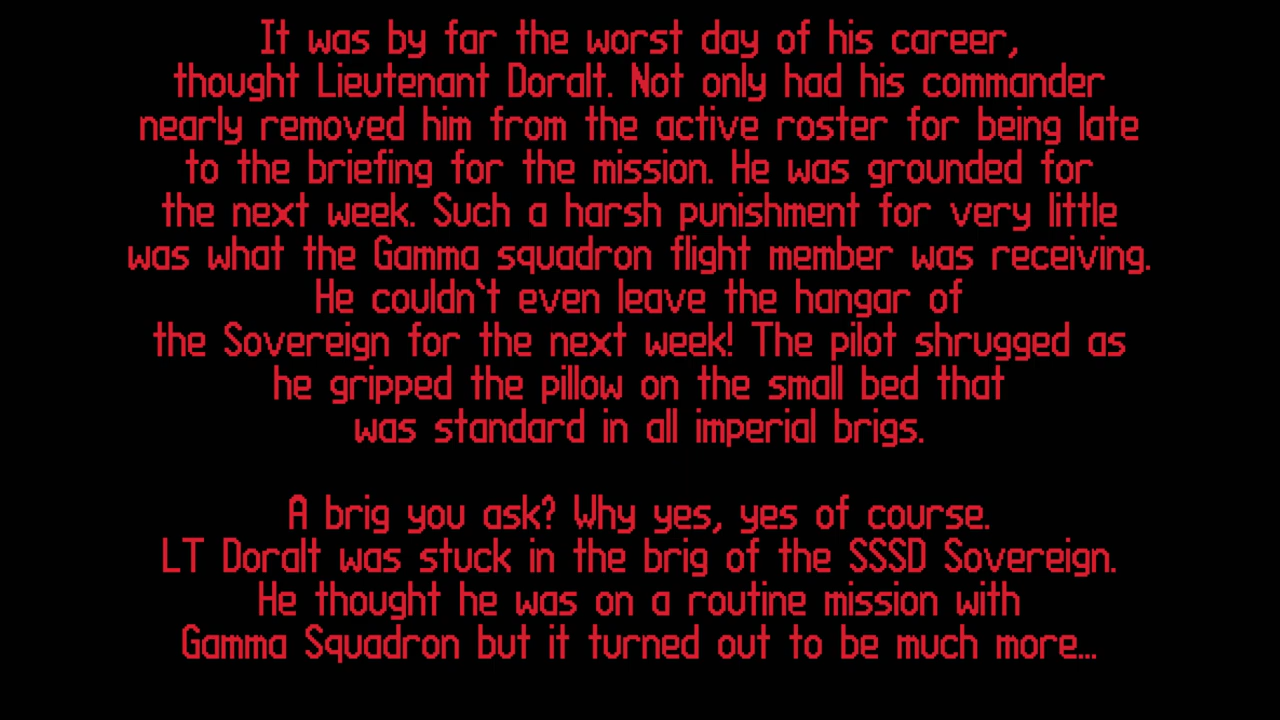 It was by far the worst day of his career,
thought Lieutenant Doralt. Not only had his commander
nearly removed him from the active roster for being late
to the briefing for the mission. He was grounded for
the next week. Such a harsh punishment for very little
was what the Gamma squadron flight member was receiving.
He couldn`t even leave the hangar of
the Sovereign for the next week! The pilot shrugged as
he gripped the pillow on the small bed that
was standard in all imperial brigs.

A brig you ask? Why yes, yes of course.
LT Doralt was stuck in the brig of the SSSD Sovereign.
He thought he was on a routine mission with
Gamma Squadron but it turned out to be much more...